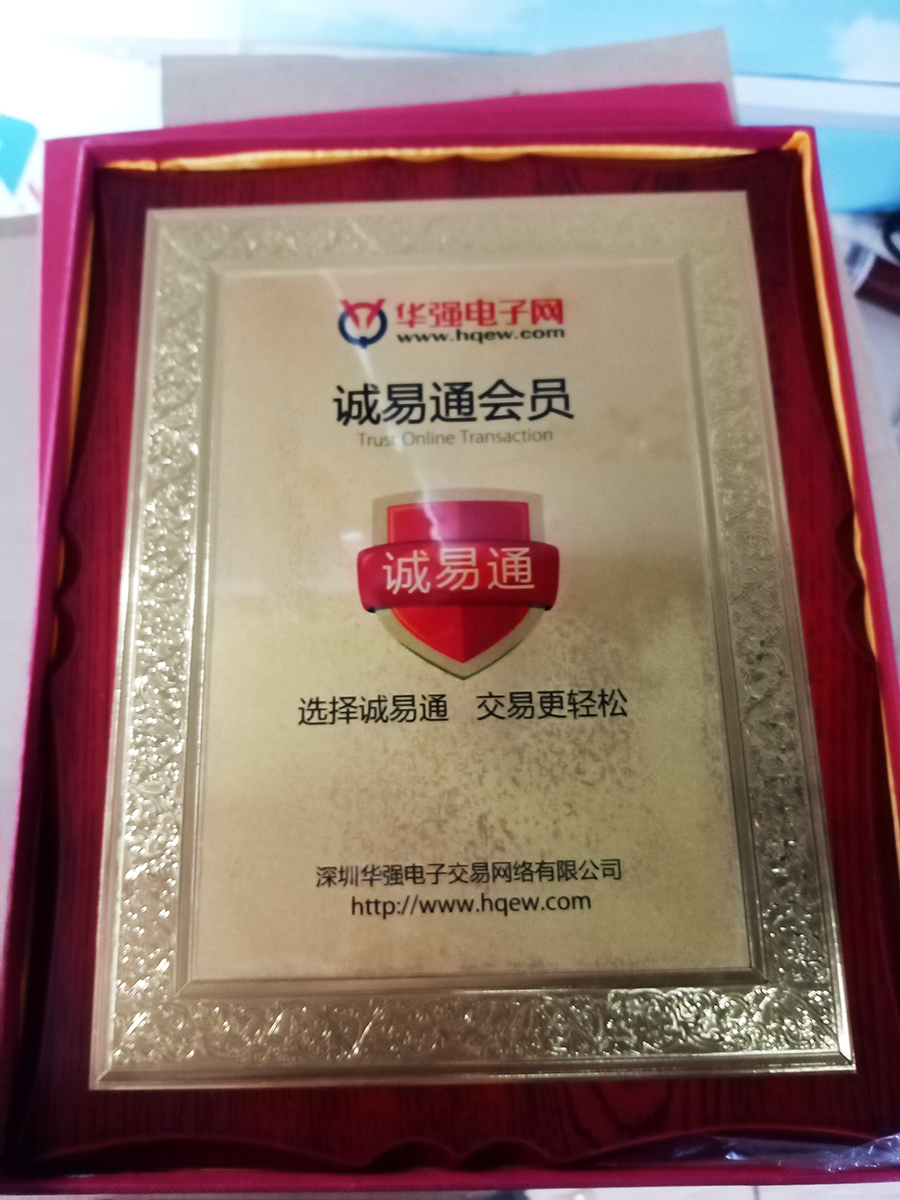 华强电子网
www.hqew.com
诚易通会员
Trust Online Transaction
诚易通
选择诚易通 交易更轻松
深圳华强电子交易网络有限公司
http://www.hqew.com